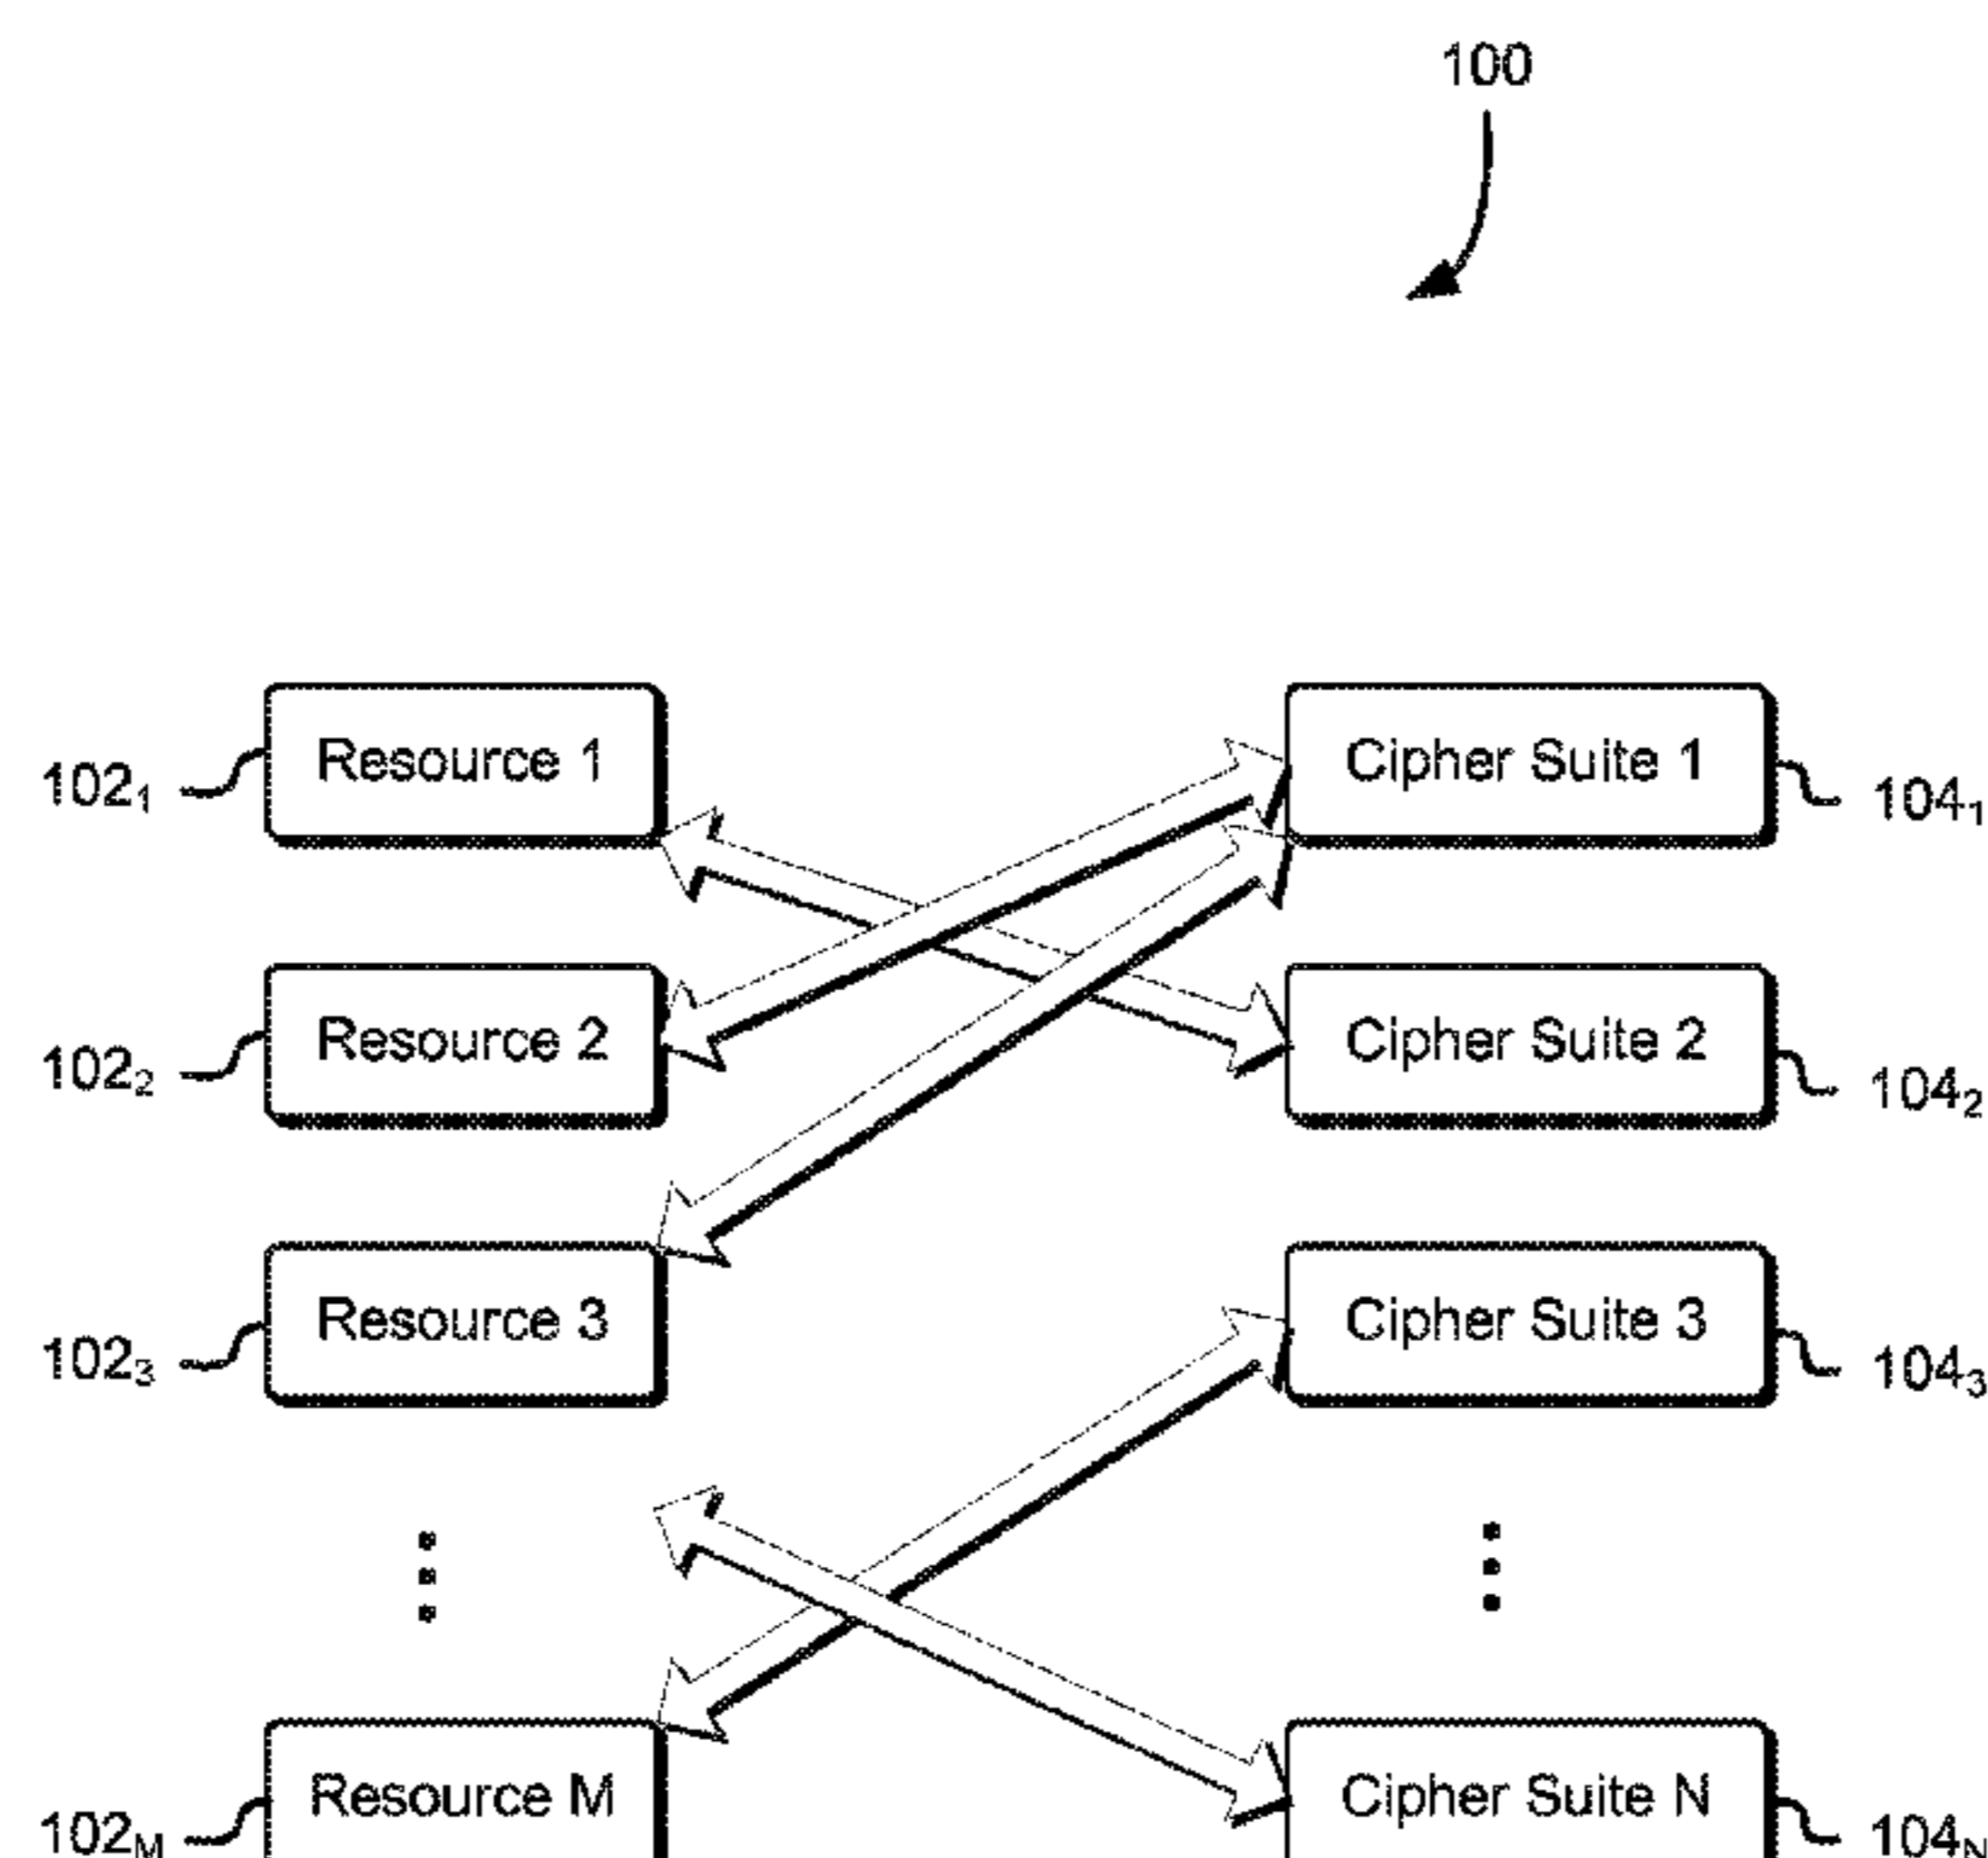 100
102₁ Resource 1 Cipher Suite 1 104₁
102₂ Resource 2 Cipher Suite 2 104₂
102₃ Resource 3 Cipher Suite 3 104₃
102M Resource M Cipher Suite N 104N